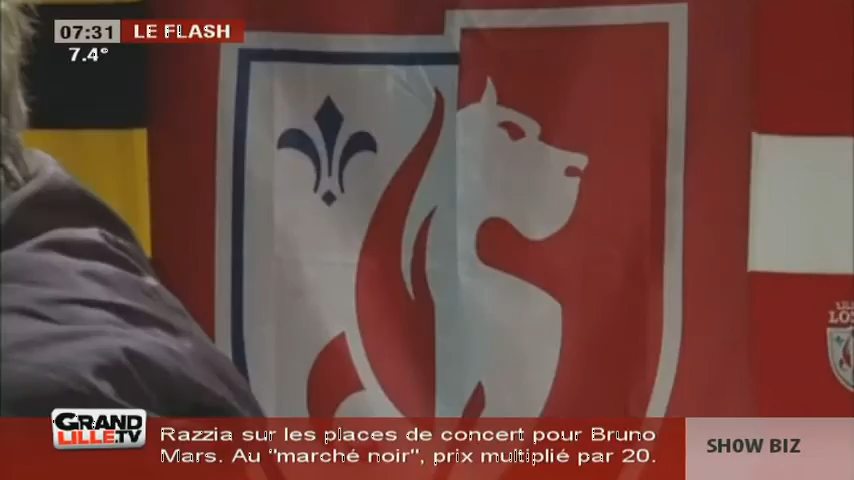 07:31 LE FLASH
7.4°
GRAND
LILLE.TV
Razzia sur les places de concert pour Bruno
Mars. Au "marché noir", prix multiplié par 20.
SHOW BIZ